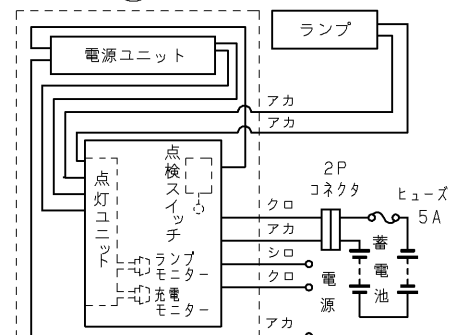 電源ユニット
ランプ
アカ
アカ
点検スイッチ
点灯ユニット
ランプ
モニター
充電
モニター
クロ
アカ
シロ
クロ
アカ
2P
コネクタ
ヒューズ
5A
蓄電池
電源